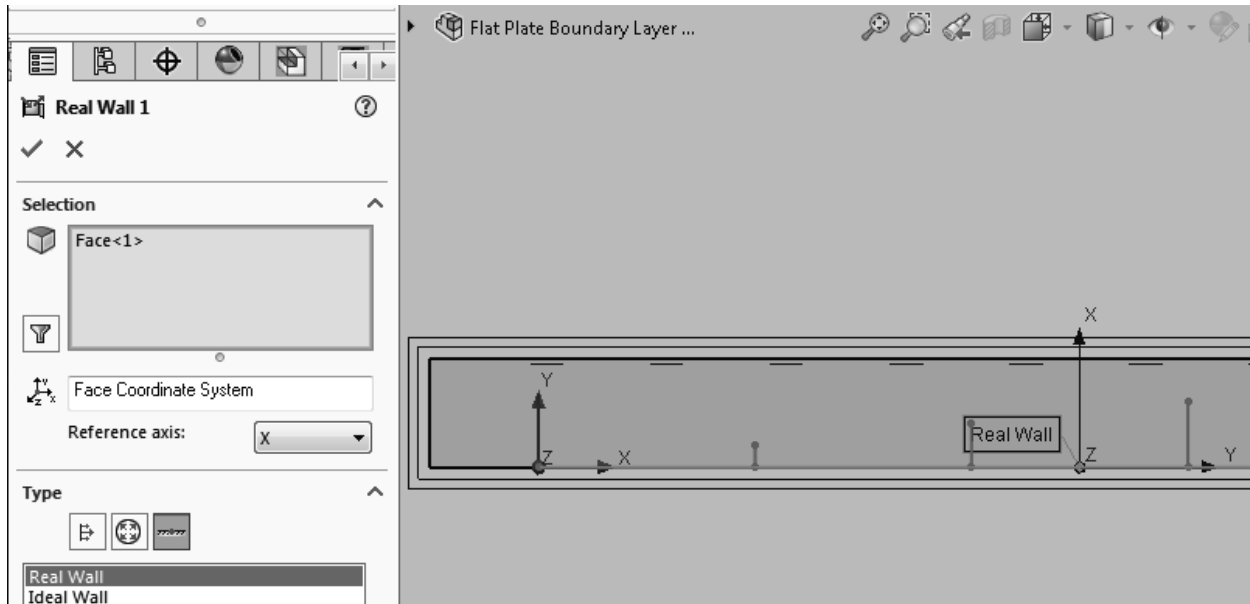 Flat Plate Boundary Layer ...
Real Wall 1
Selection
Face<1>
Face Coordinate System
Reference axis:
X
Type
Real Wall
Ideal Wall
X
Y
Real Wall
Z
X
Z
Y